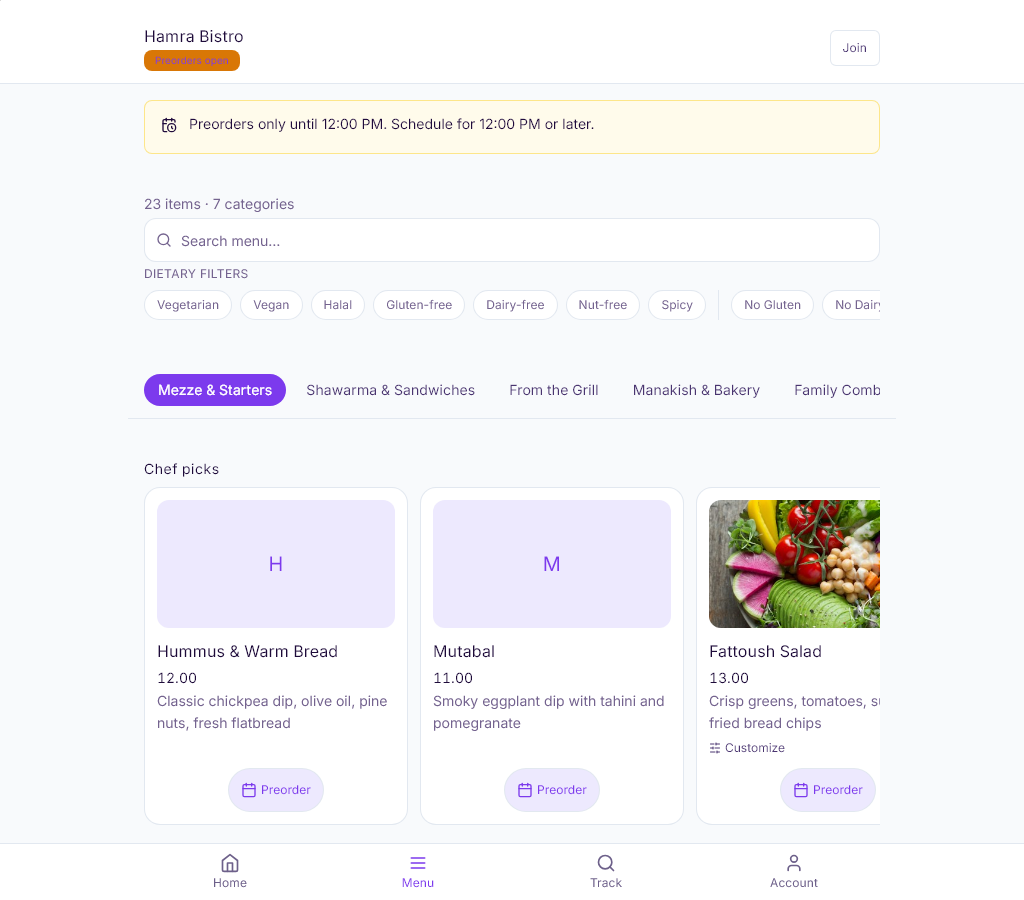 Hamra Bistro
Preorders open
Join
Preorders only until 12:00 PM. Schedule for 12:00 PM or later.
23 items · 7 categories
Search menu...
DIETARY FILTERS
Vegetarian
Vegan
Halal
Gluten-free
Dairy-free
Nut-free
Spicy
No Gluten
No Dairy
Mezze & Starters
Shawarma & Sandwiches
From the Grill
Manakish & Bakery
Family Comb
Chef picks
H
Hummus & Warm Bread
12.00
Classic chickpea dip, olive oil, pine
nuts, fresh flatbread
Preorder
M
Mutabal
11.00
Smoky eggplant dip with tahini and
pomegranate
Preorder
Fattoush Salad
13.00
Crisp greens, tomatoes,
fried bread chips
Customize
Preorder
Home
Menu
Track
Account